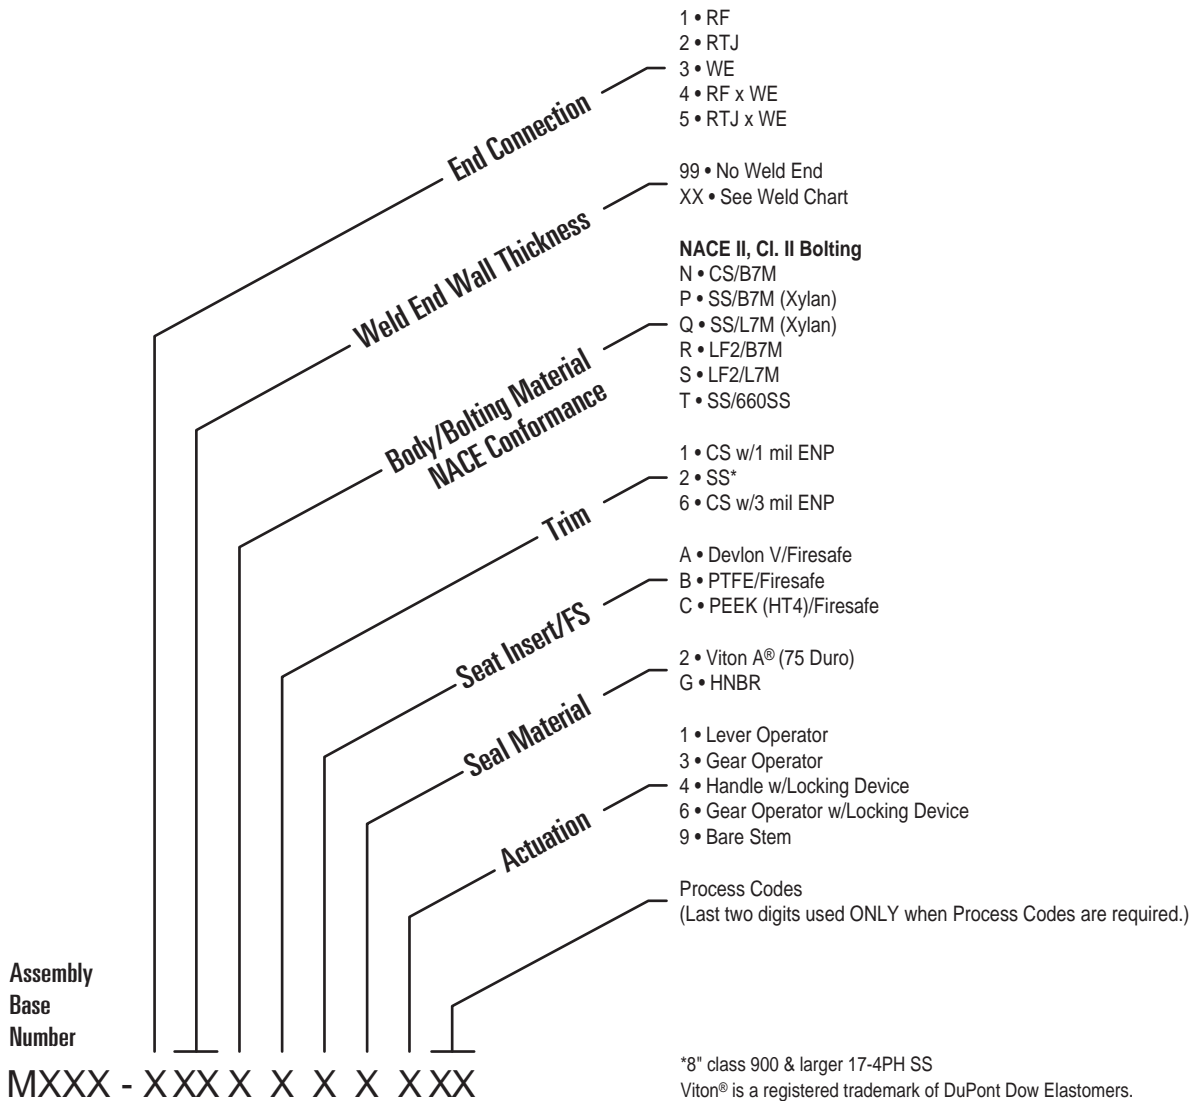 1 • RF
2 • RTJ
3 • WE
4 • RF x WE
5 • RTJ x WE
End Connection
99 • No Weld End
XX • See Weld Chart
Weld End Wall Thickness
NACE II, Cl. II Bolting
N • CS/B7M
P • SS/B7M (Xylan)
Q • SS/L7M (Xylan)
R • LF2/B7M
S • LF2/L7M
T • SS/660SS
Body/Bolting Material
NACE Conformance
1 • CS w/1 mil ENP
2 • SS*
6 • CS w/3 mil ENP
Trim
A • Devlon V/Firesafe
B • PTFE/Firesafe
C • PEEK (HT4)/Firesafe
Seat Insert/FS
2 • Viton A® (75 Duro)
G • HNBR
Seal Material
1 • Lever Operator
3 • Gear Operator
4 • Handle w/Locking Device
6 • Gear Operator w/Locking Device
9 • Bare Stem
Actuation
Process Codes
(Last two digits used ONLY when Process Codes are required.)
Assembly
Base
Number
MXXX - X XX X X X X X XX
*8" class 900 & larger 17-4PH SS
Viton® is a registered trademark of DuPont Dow Elastomers.